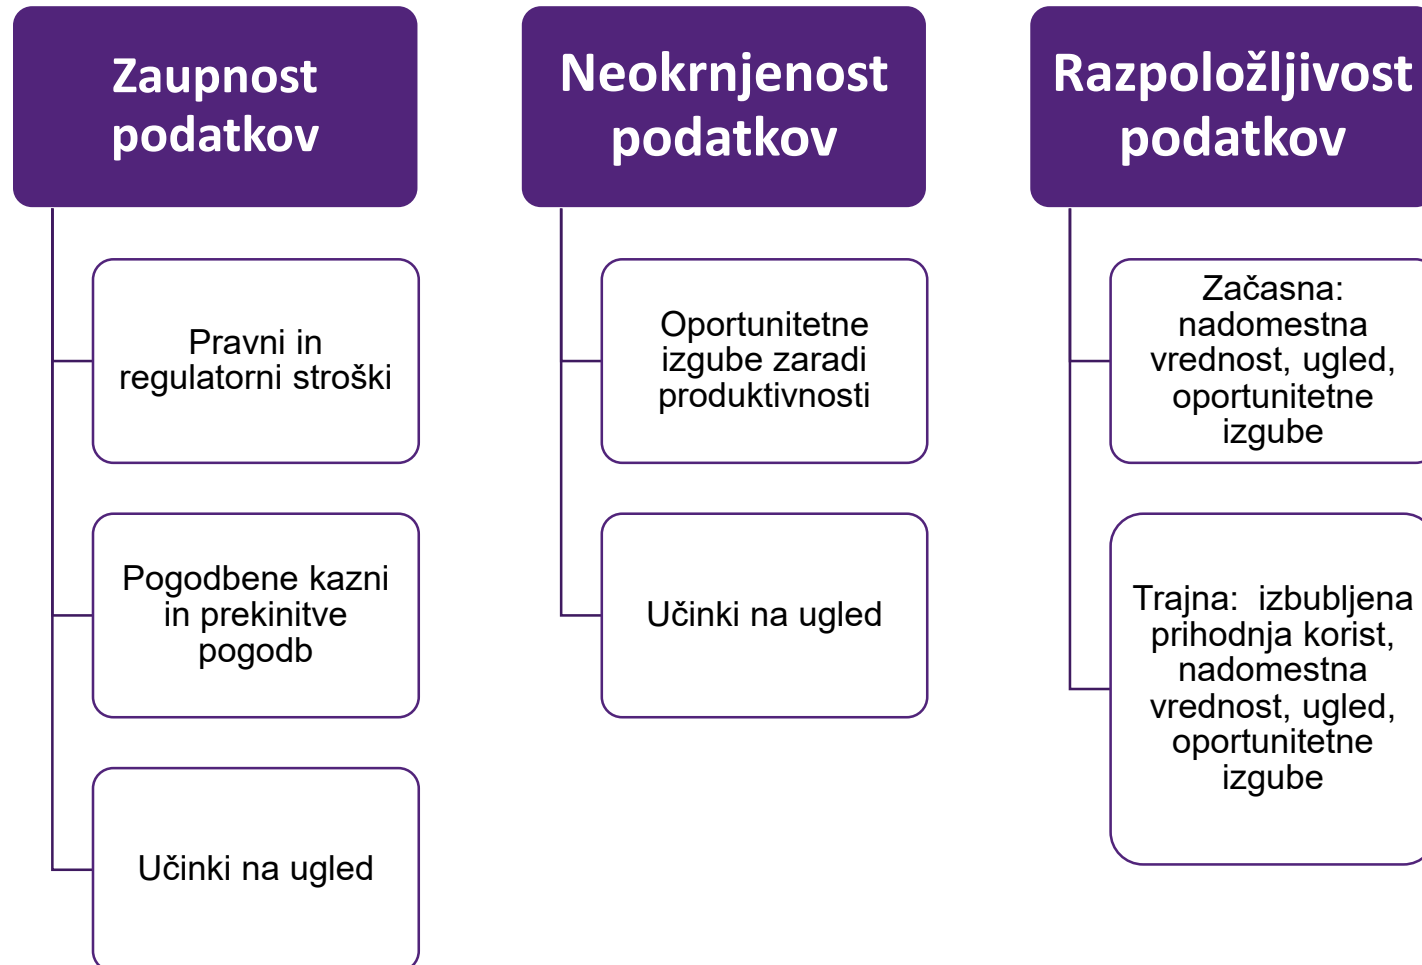 Zaupnost
podatkov
Pravni in
regulatorni stroški
Pogodbene kazni
in prekinitve
pogodb
Učinki na ugled
Neokrnjenost
podatkov
Oportunitetne
izgube zaradi
produktivnosti
Učinki na ugled
Razpoložljivost
podatkov
Začasna:
nadomestna
vrednost, ugled,
oportunitetne
izgube
Trajna:  izbubljena
prihodnja korist,
nadomestna
vrednost, ugled,
oportunitetne
izgube